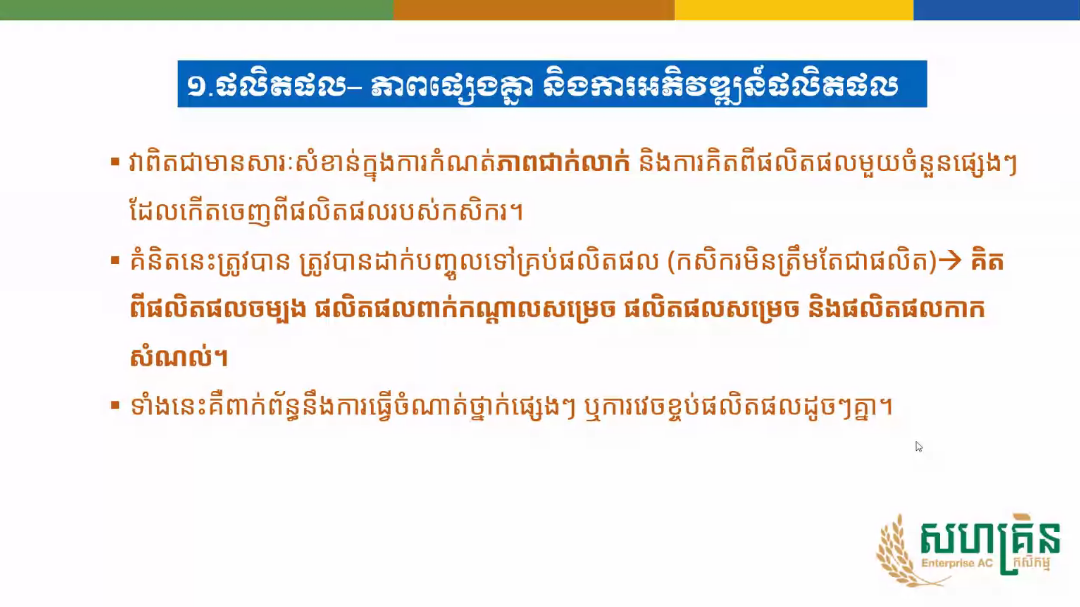 ១.ផលិតផល– ភាពផ្សេងគ្នា និងការអភិវឌ្ឍន៍ផលិតផល
▪ វាពិតជាមានសារៈសំខាន់ក្នុងការកំណត់ភាពជាក់លាក់ និងការគិតពីផលិតផលមួយចំនួនផ្សេងៗ
ដែលកើតចេញពីផលិតផលរបស់កសិករ។
▪ គំនិតនេះត្រូវបាន ត្រូវបានដាក់បញ្ចូលទៅគ្រប់ផលិតផល (កសិករមិនត្រឹមតែជាផលិត)→ គិត
ពីផលិតផលចម្បង ផលិតផលពាក់កណ្តាលសម្រេច ផលិតផលសម្រេច និងផលិតផលកាក
សំណល់។
▪ ទាំងនេះគឺពាក់ព័ន្ធនឹងការធ្វើចំណាត់ថ្នាក់ផ្សេងៗ ឬការវេចខ្ចប់ផលិតផលដូចៗគ្នា។
សហគ្រិន
Enterprise AC កសិកម្ម